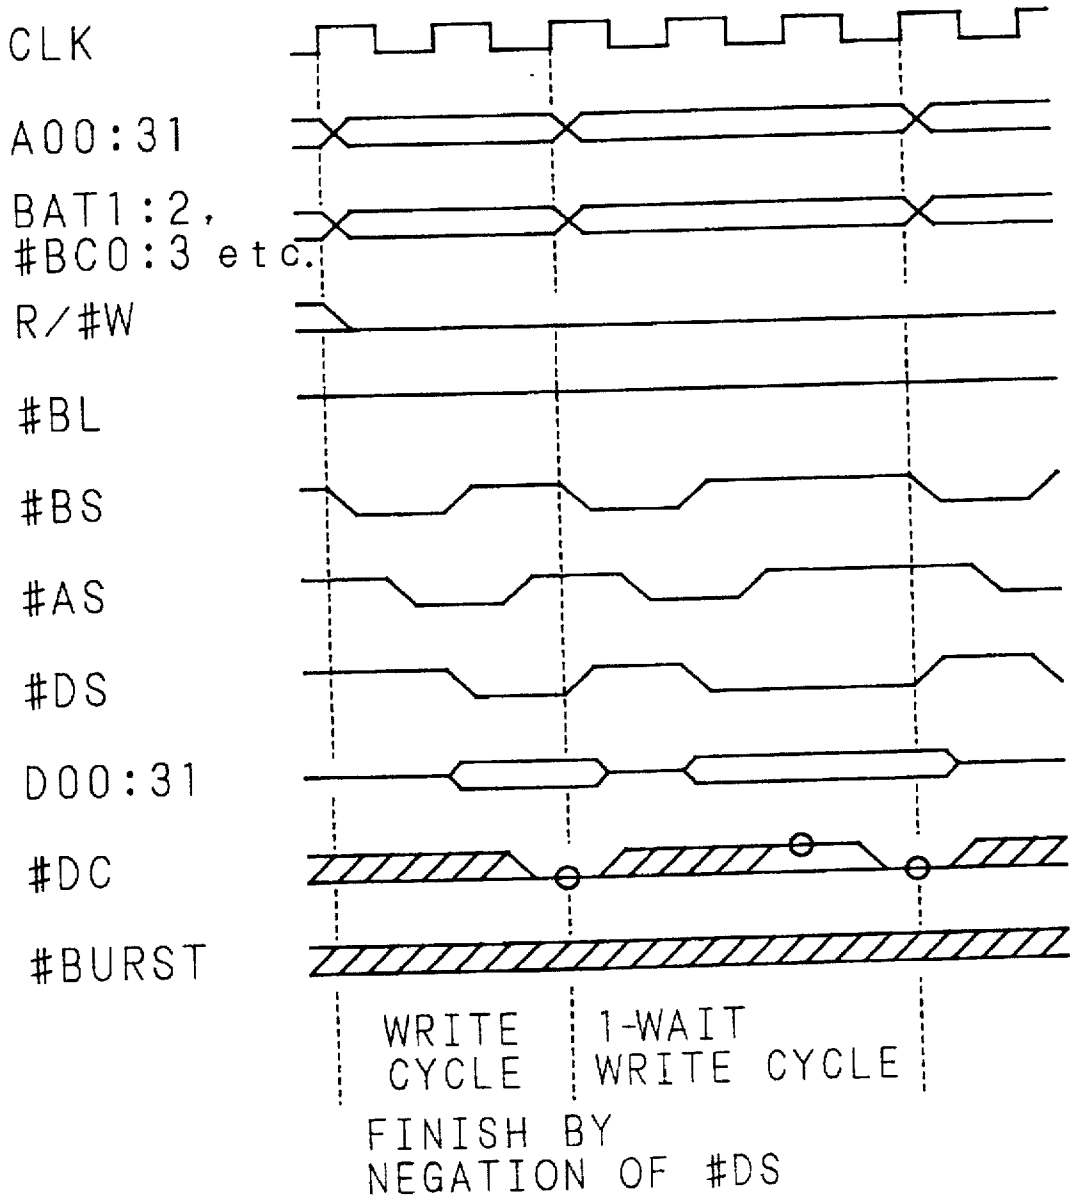 CLK
A00:31
BAT1:2,
#BC0:3 etc.
R/#W
#BL
#BS
#AS
#DS
D00:31
#DC
#BURST
WRITE
CYCLE
1-WAIT
WRITE CYCLE
FINISH BY
NEGATION OF #DS